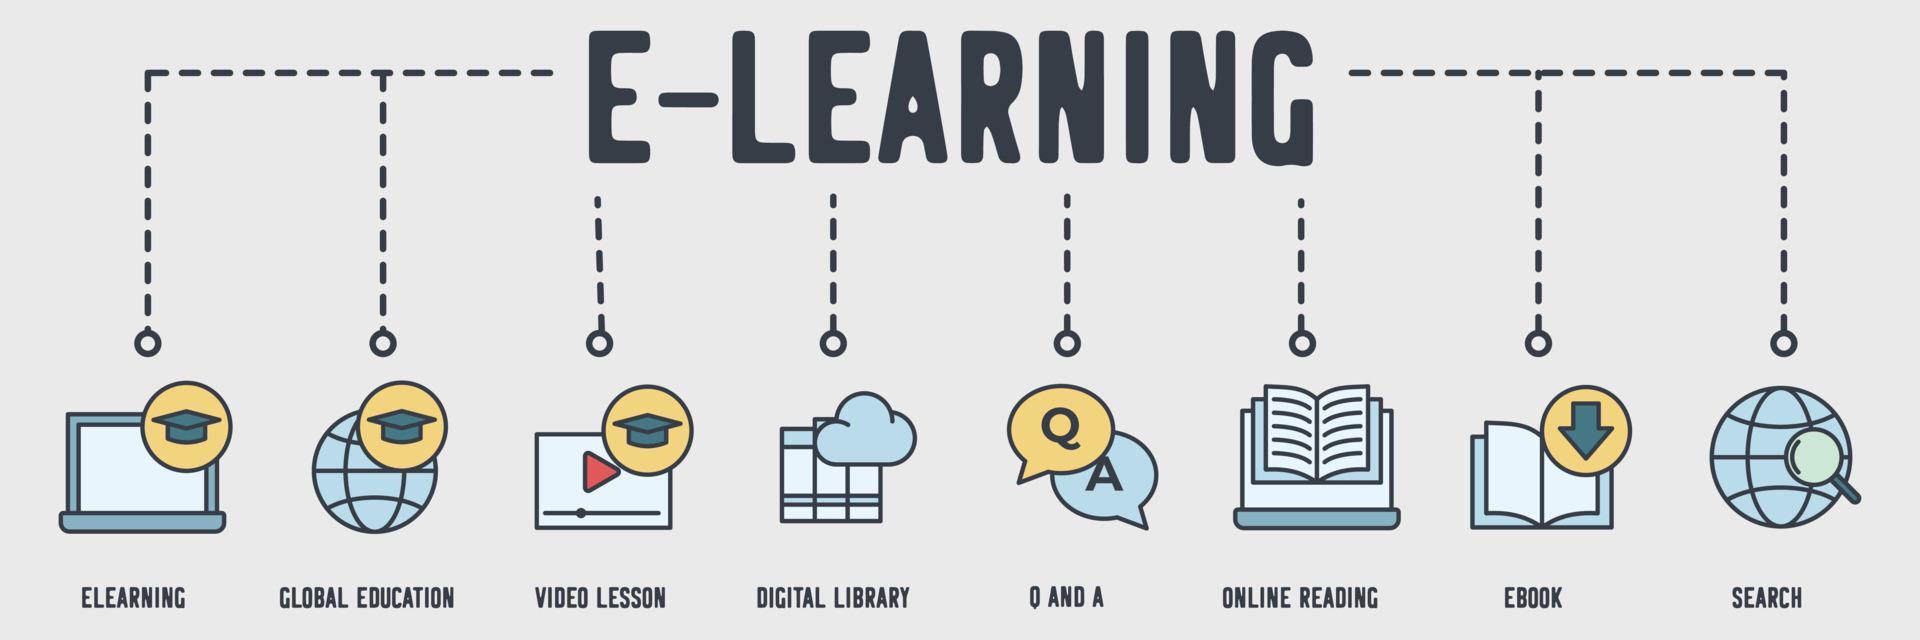 E-LEARNING
Q
A
ELEARNING
GLOBAL EDUCATION
VIDEO LESSON
DIGITAL LIBRARY
Q AND A
ONLINE READING
EBOOK
SEARCH